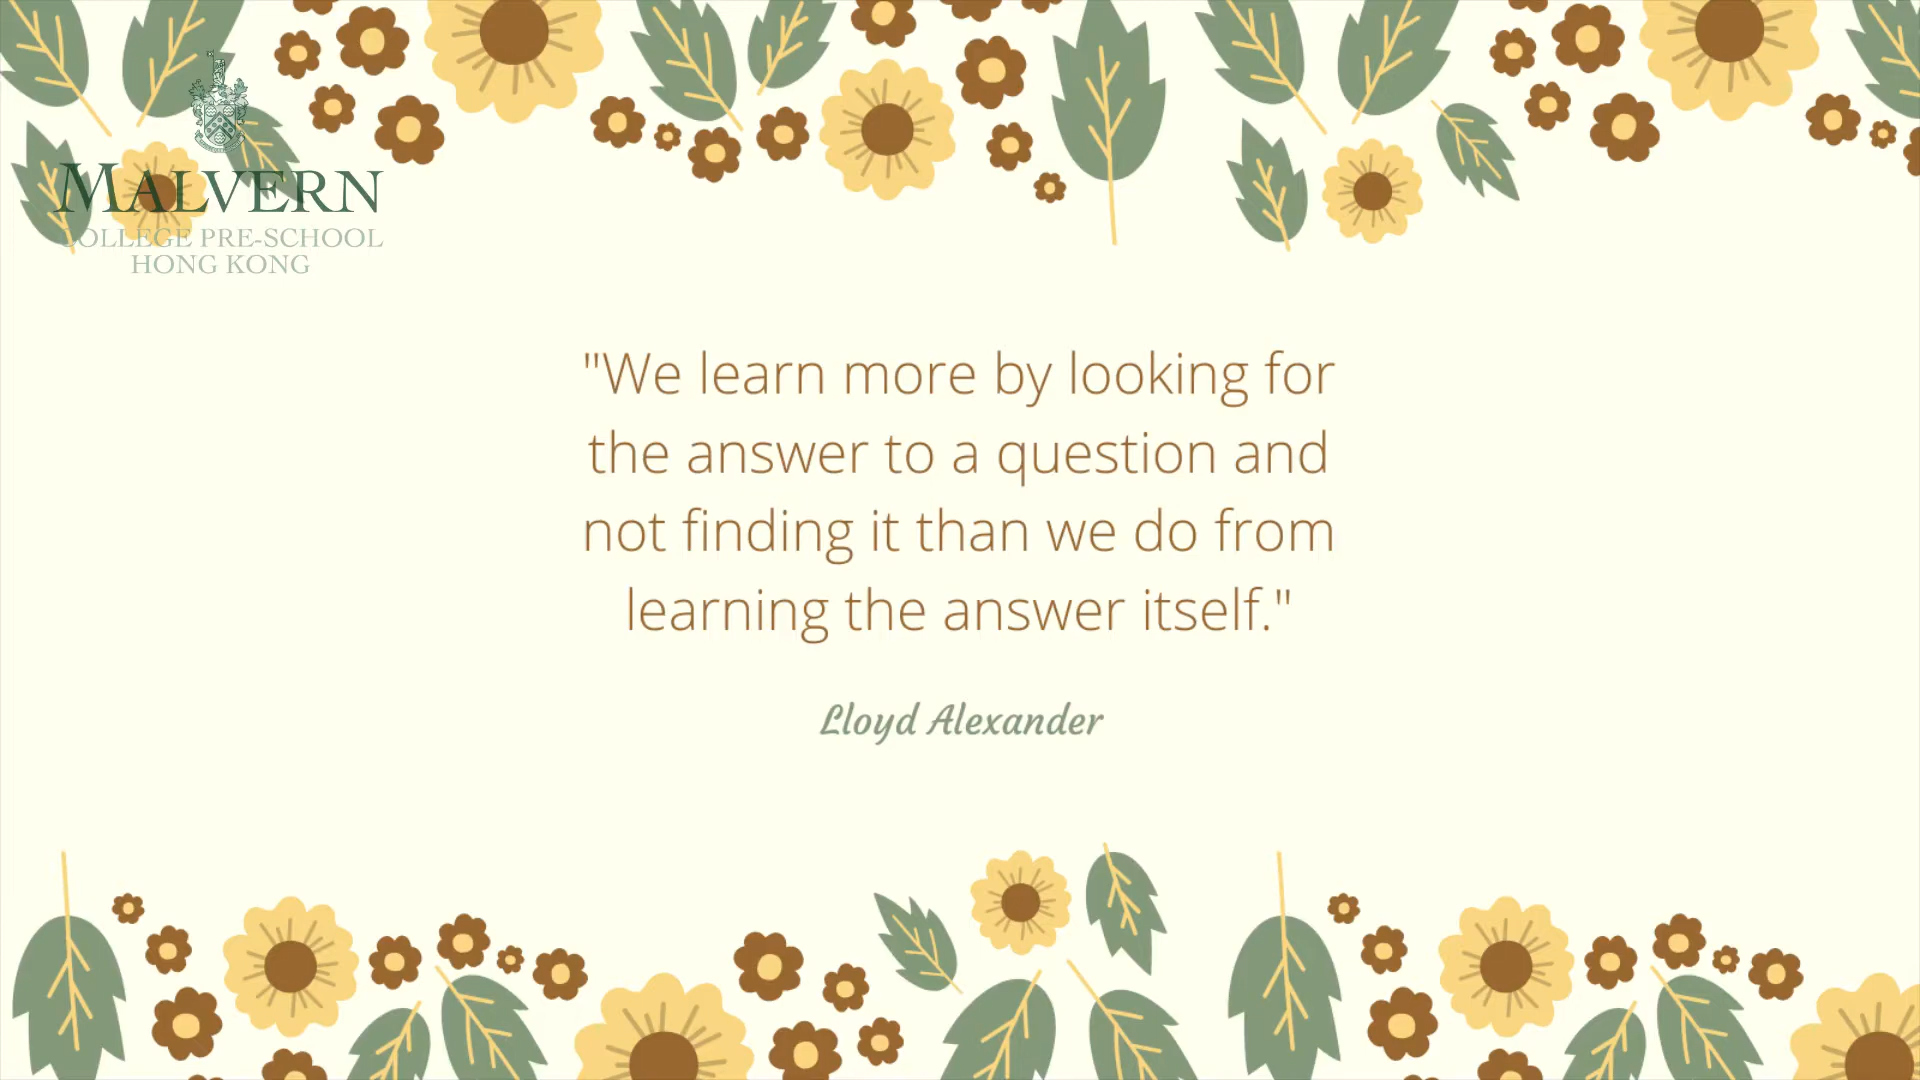 MALVERN
COLLEGE PRE-SCHOOL
HONG KONG
"We learn more by looking for
the answer to a question and
not finding it than we do from
learning the answer itself."
Lloyd Alexander